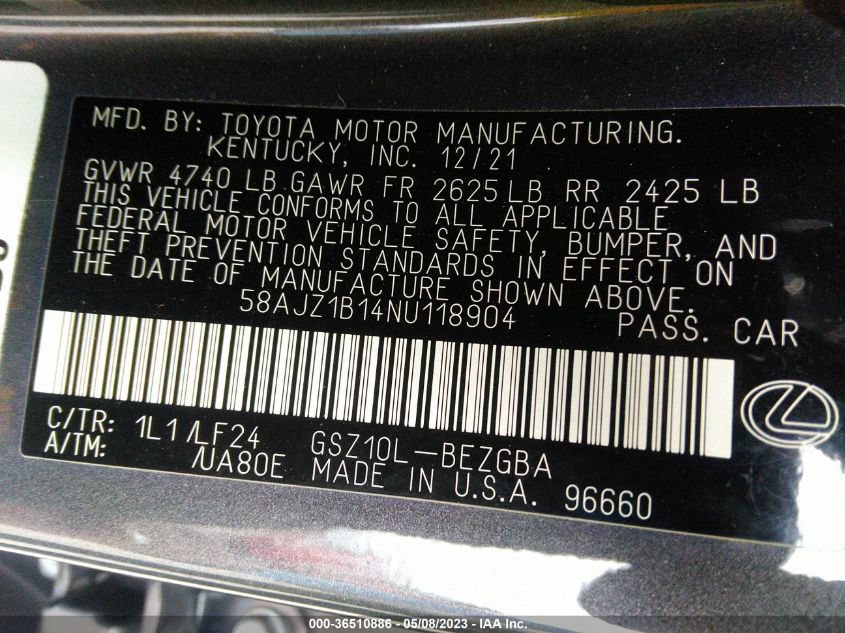 MFD. BY: TOYOTA MOTOR MANUFACTURING.
KENTUCKY, INC. 12/21
GVWR 4740 LB GAWR FR 2625 LB RR 2425 LB
THIS VEHICLE CONFORMS TO ALL APPLICABLE
FEDERAL MOTOR VEHICLE SAFETY, BUMPER, AND
THEFT PREVENTION STANDARDS IN EFFECT ON
THE DATE OF MANUFACTURE SHOWN ABOVE.
58AJZ1B14NU118904 PASS. CAR
C/TR: 1L1/LF24 GSZ10L-BEZGBA
A/TM: /UA80E MADE IN U.S.A. 96660
000-36510886 - 05/08/2023 - IAA Inc.